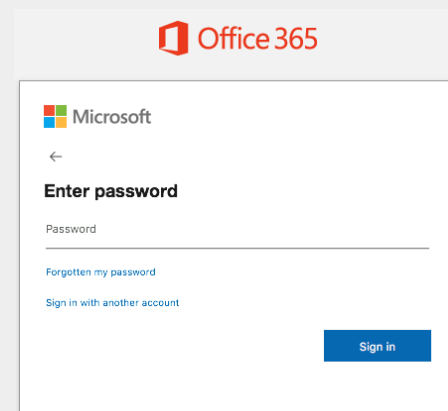 Office 365
Microsoft
Enter password
Password
Forgotten my password
Sign in with another account
Sign in